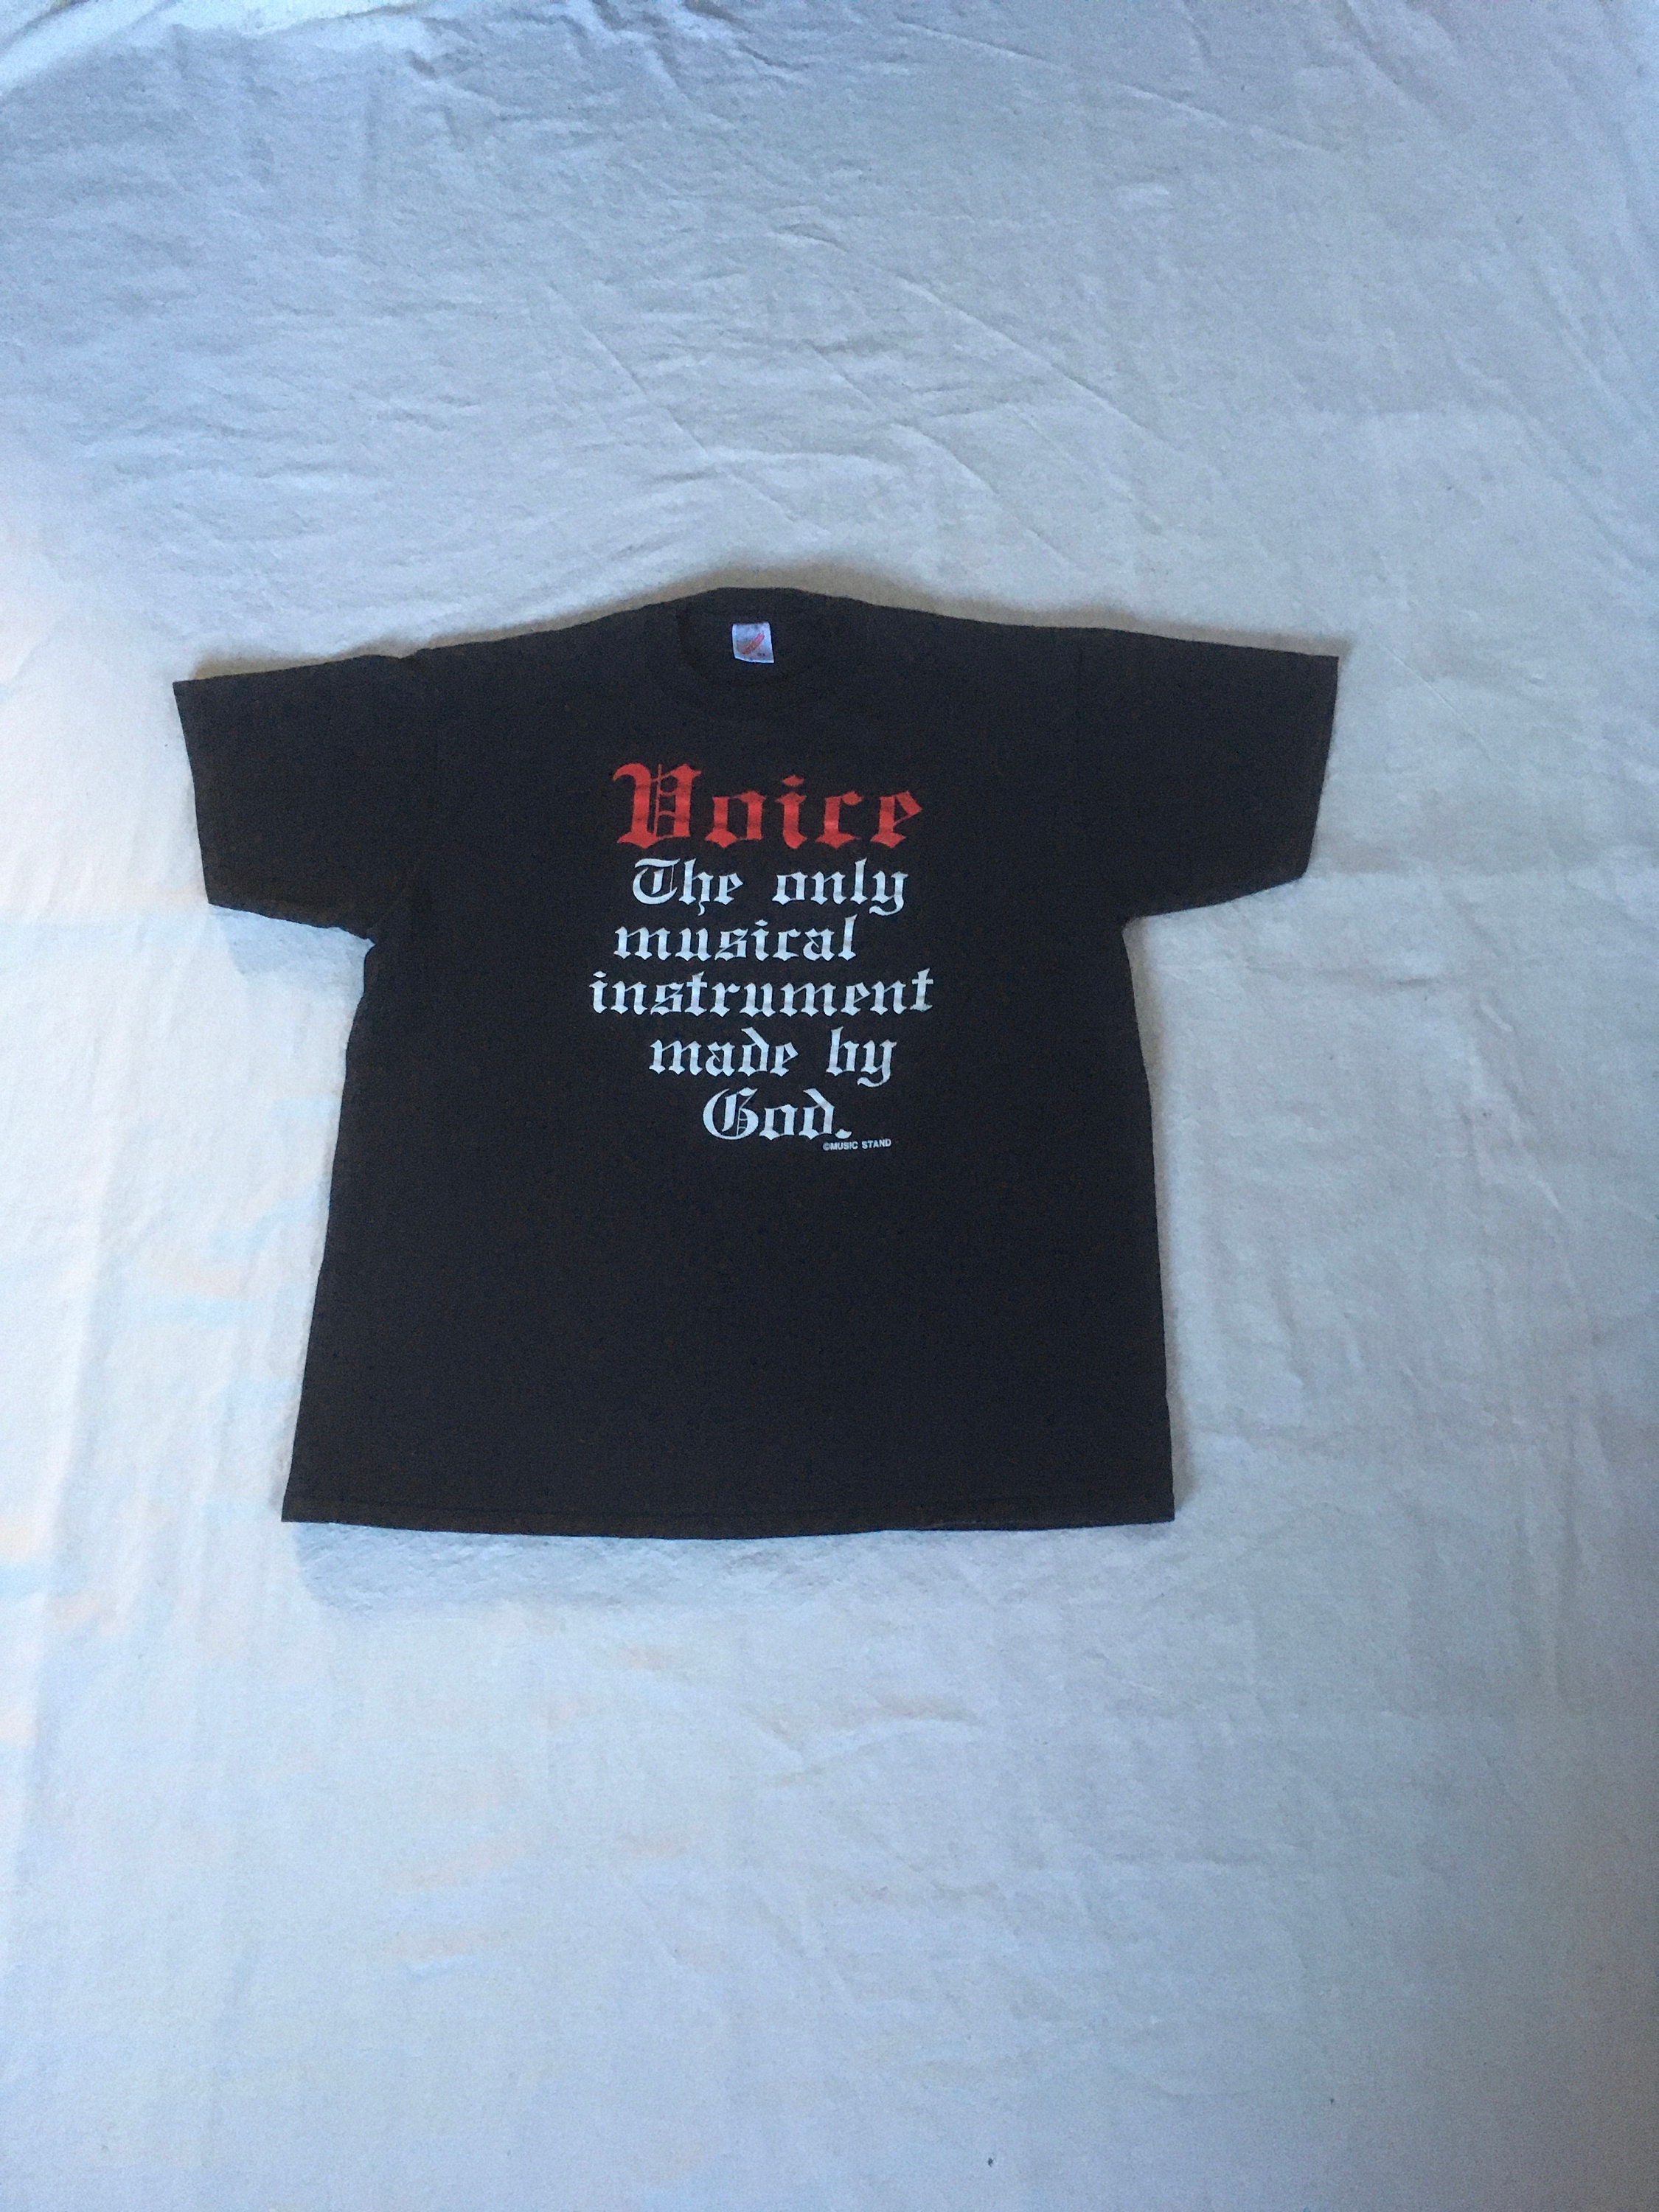 Voice
The only
musical
instrument
made by
God.
©MUSIC STAND